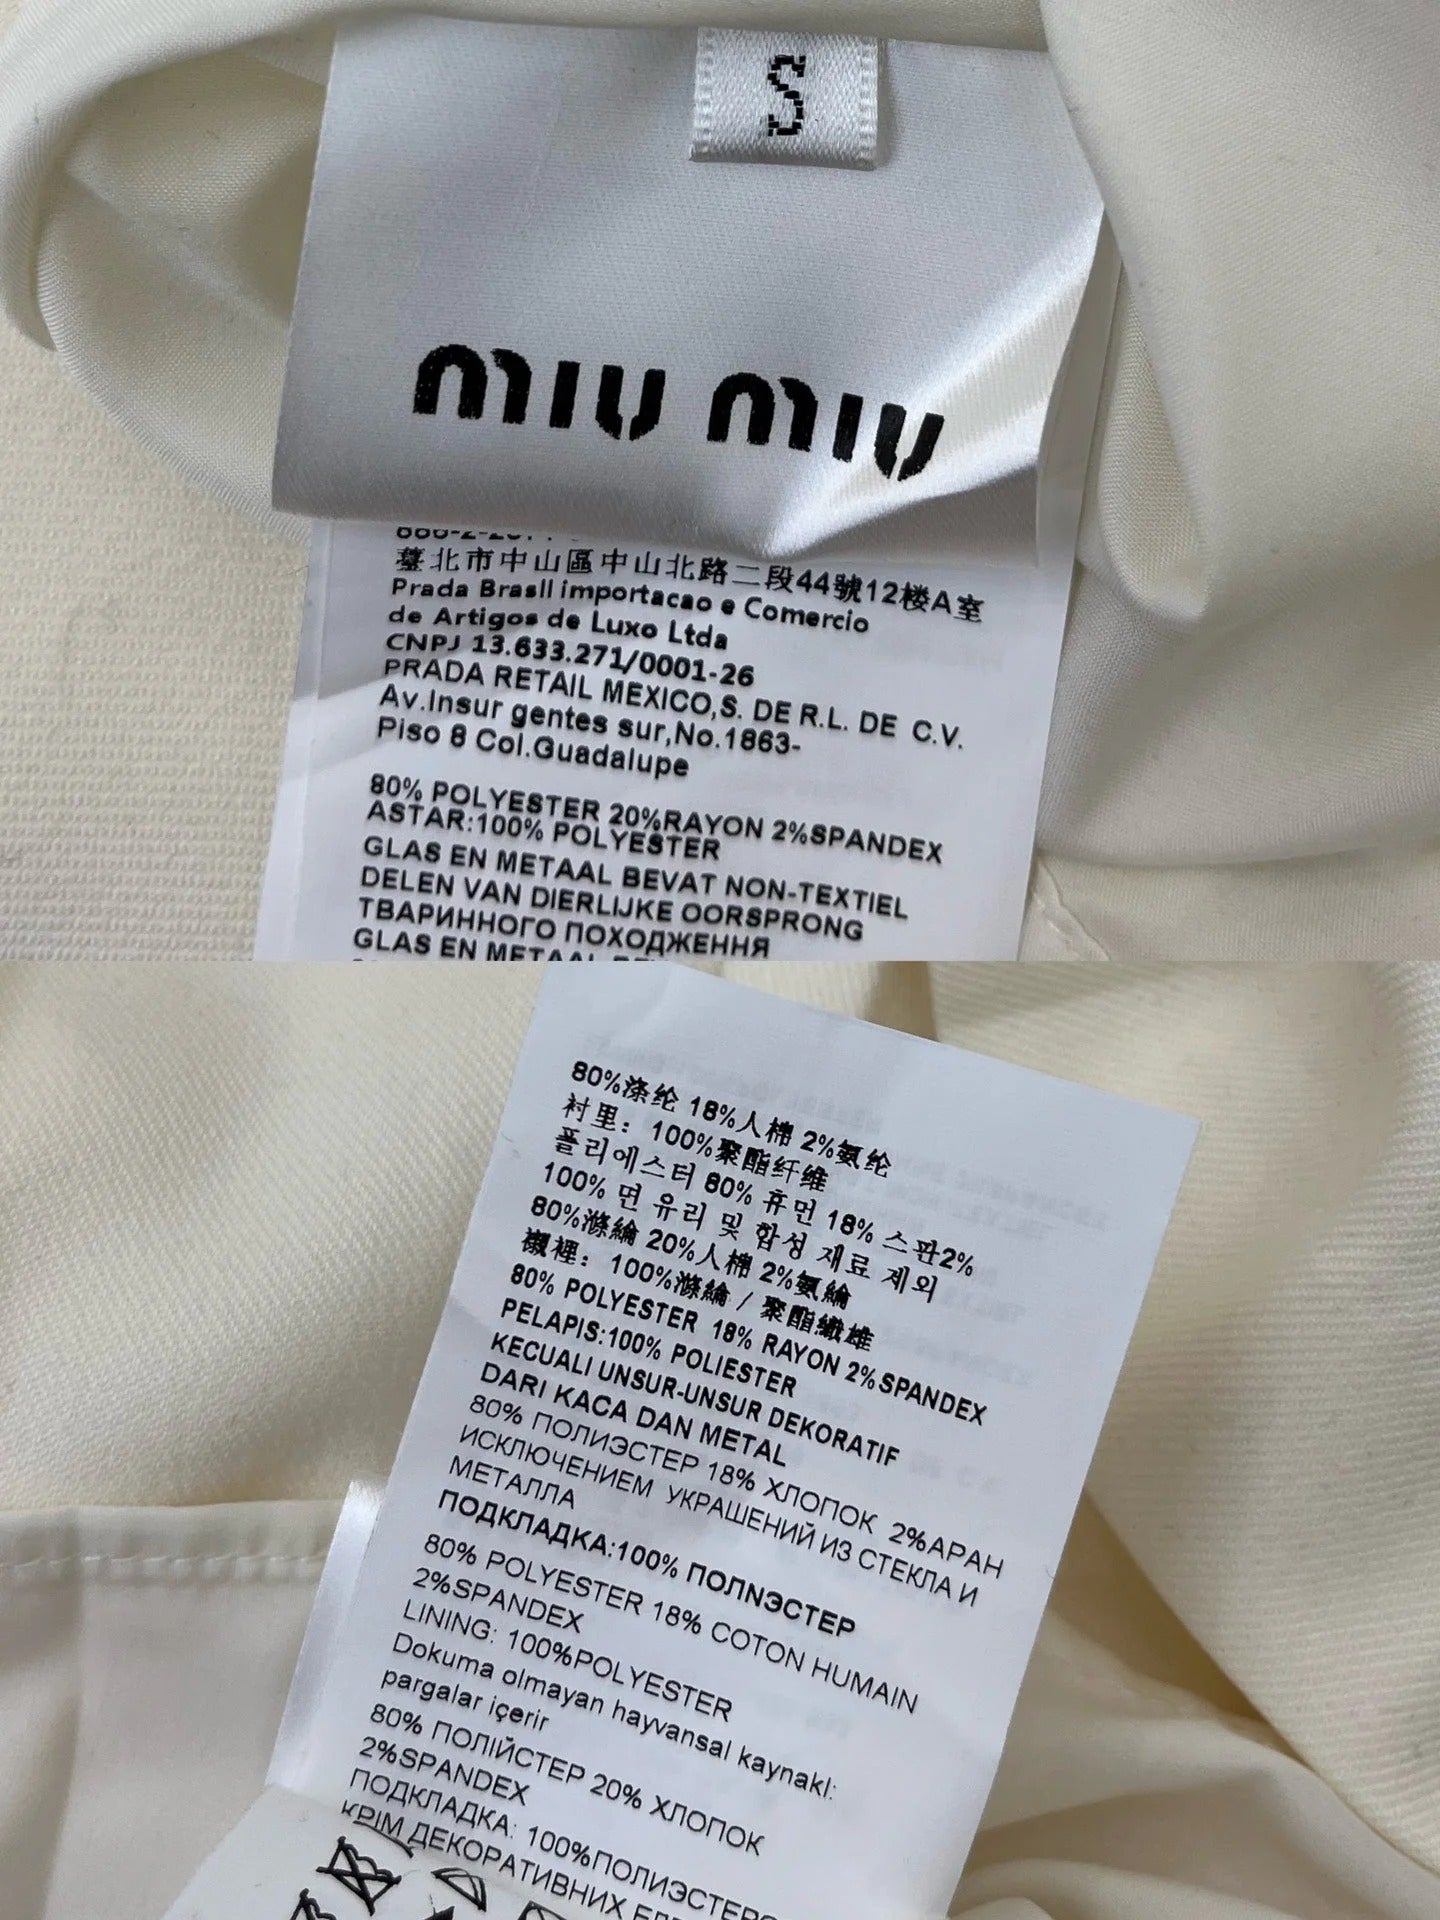 S
miu miu
臺北市中山區中山北路二段44號12楼A室
Prada Brasil importacao e Comercio
de Artigos de Luxo Ltda
CNPJ 13.633.271/0001-26
PRADA RETAIL MEXICO,S. DE R.L. DE C.V.
Av.Insur gentes sur,No.1863-
Piso 8 Col.Guadalupe
80% POLYESTER 20%RAYON 2%SPANDEX
ASTAR:100% POLYESTER
GLAS EN METAAL BEVAT NON-TEXTIEL
DELEN VAN DIERLIJKE OORSPRONG
ТВАРИННОГО ПОХОДЖЕННЯ
GLAS EN METAAL
80%涤纶 18%人棉 2%氨纶
衬里：100%聚酯纤维
폴리에스터 80% 휴먼 18% 스판2%
100% 면 유리 및 합성 재료 제외
80%滌綸 20%人棉 2%氨綸
襯裡：100%滌綸 / 聚酯纖雄
80% POLYESTER 18% RAYON 2%SPANDEX
PELAPIS:100% POLIESTER
KECUALI UNSUR-UNSUR DEKORATIF
DARI KACA DAN METAL
80% ПОЛИЭСТЕР 18% ХЛОПОК 2%АРАН
ИСКЛЮЧЕНИЕМ УКРАШЕНИЙ ИЗ СТЕКЛА И
МЕТАЛЛА
ПОДКЛАДКА:100% ПОЛNЭСТЕР
80% POLYESTER 18% COTON HUMAIN
2%SPANDEX
LINING: 100%POLYESTER
Dokuma olmayan hayvansal kaynakl:
pargalar içerir
80% ПОЛІЙСТЕР 20% ХЛОПОК
2%SPANDEX
ПОДКЛАДКА: 100%ПОЛИЭСТЕР
КРІМ ДЕКОРАТИВНИХ